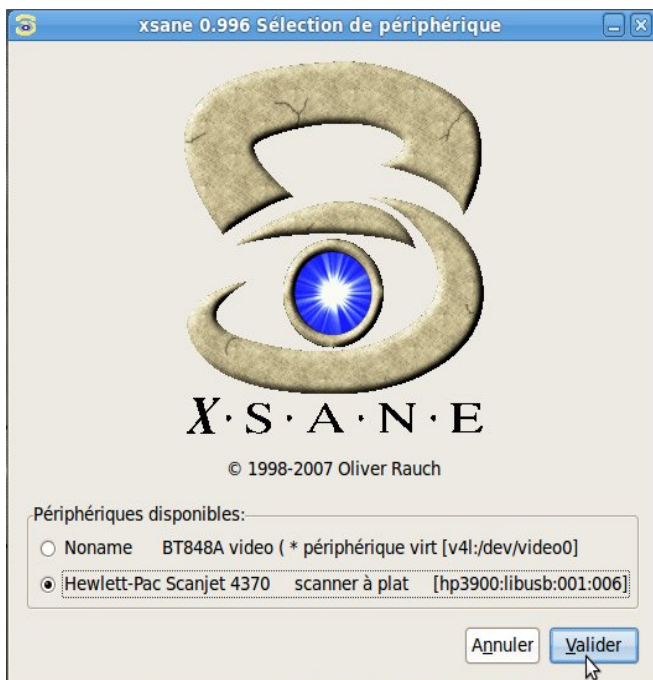 xsane 0.996 Sélection de périphérique
X·S·A·N·E
© 1998-2007 Oliver Rauch
Périphériques disponibles:
Noname BT848A video ( * périphérique virt [v4l:/dev/video0]
Hewlett-Pac Scanjet 4370 scanner à plat [hp3900:libusb:001:006]
Annuler Valider